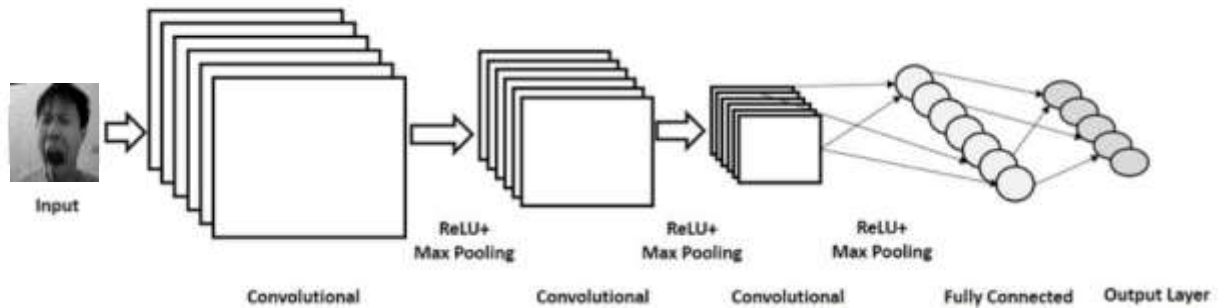 Input
ReLU+
Max Pooling
ReLU+
Max Pooling
ReLU+
Max Pooling
Convolutional
Convolutional
Convolutional
Fully Connected
Output Layer